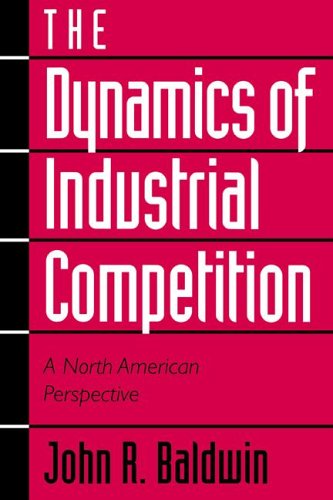 THE
Dynamics of
Industrial
Competition
A North American
Perspective
John R. Baldwin